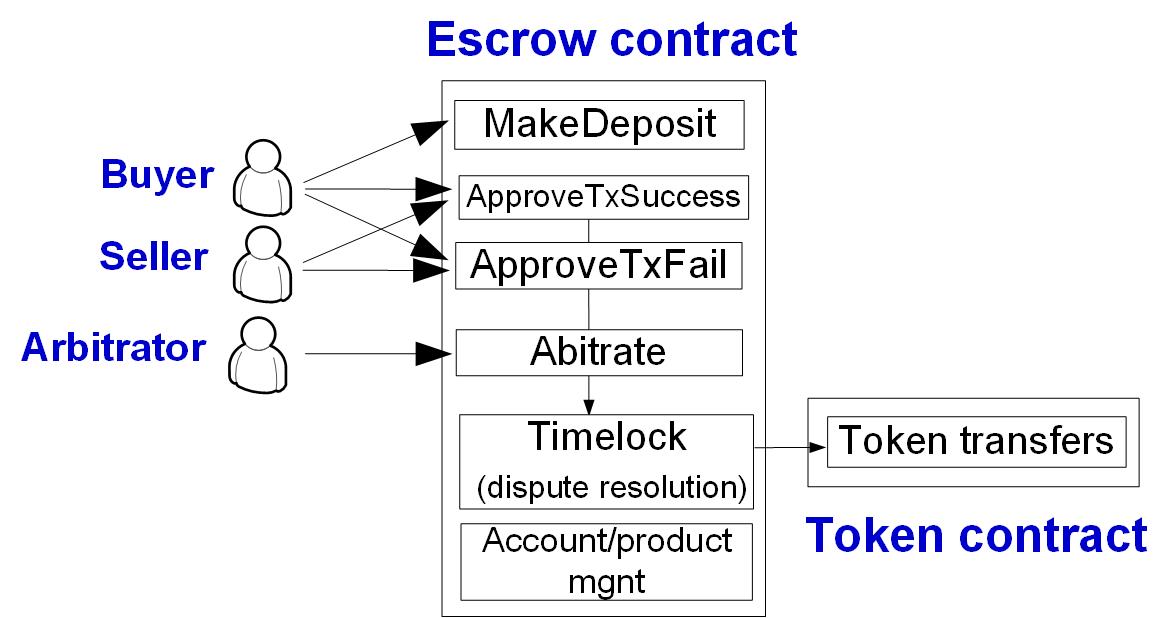 Escrow contract
MakeDeposit
Buyer
ApproveTxSuccess
Seller
ApproveTxFail
Arbitrator
Abitrate
Timelock
(dispute resolution)
Token transfers
Account/product
mgnt
Token contract